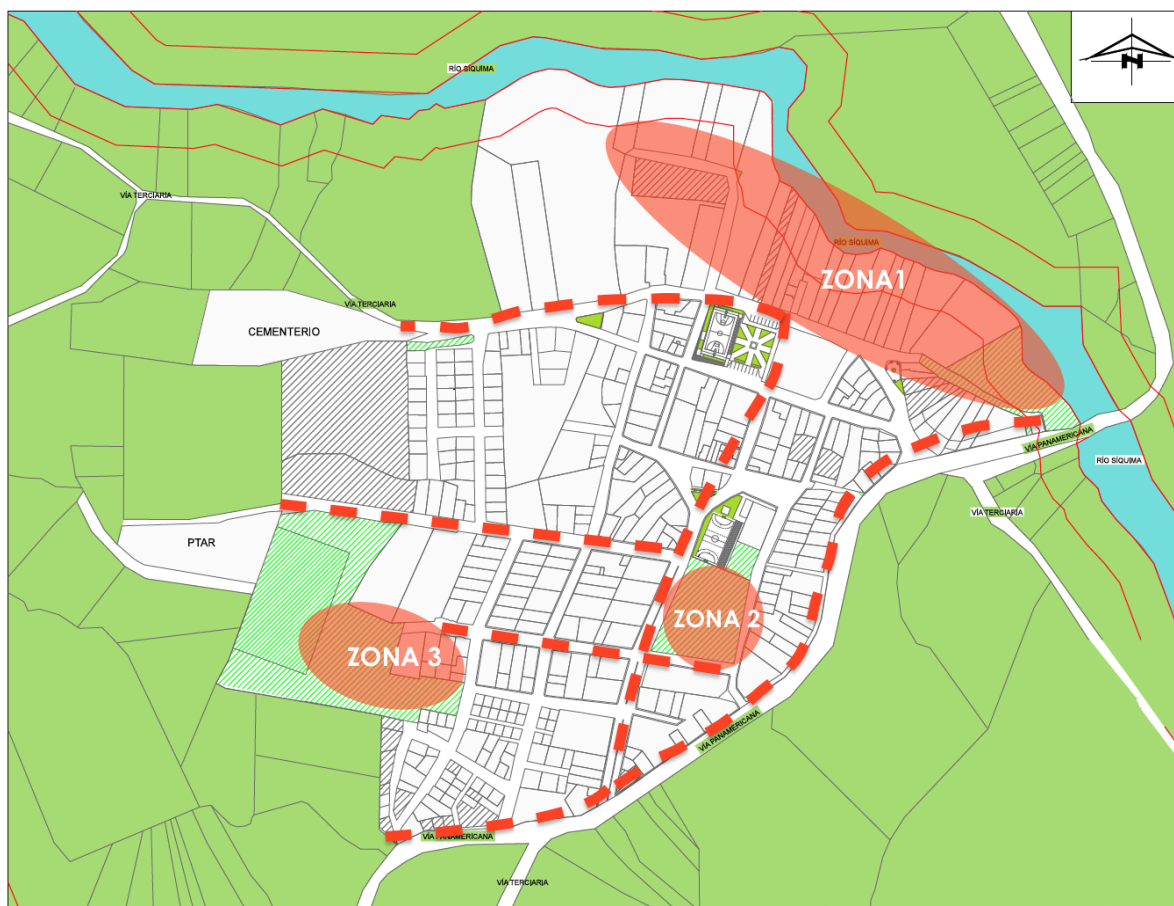 N
RÍO SÍQUIMA
VÍA TERCIARIA
RÍO SÍQUIMA
ZONA 1
VÍA TERCIARIA
CEMENTERIO
VÍA PANAMERICANA
RÍO SÍQUIMA
VÍA TERCIARÍA
PTAR
ZONA 2
ZONA 3
VÍA PANAMERICANA
VÍA PANAMERICANA
VÍA TERCIARIA